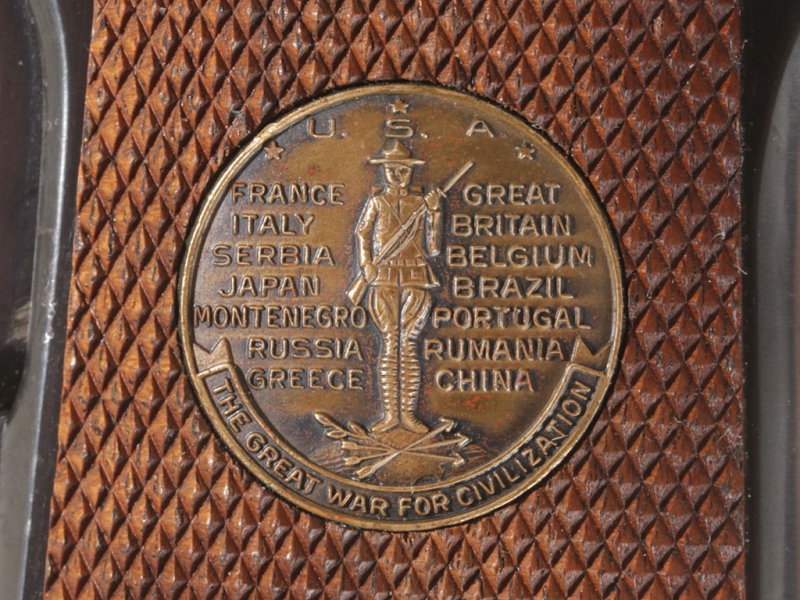 U. S. A.
FRANCE
ITALY
SERBIA
JAPAN
MONTENEGRO
RUSSIA
GREECE
GREAT
BRITAIN
BELGIUM
BRAZIL
PORTUGAL
RUMANIA
CHINA
THE GREAT WAR FOR CIVILIZATION